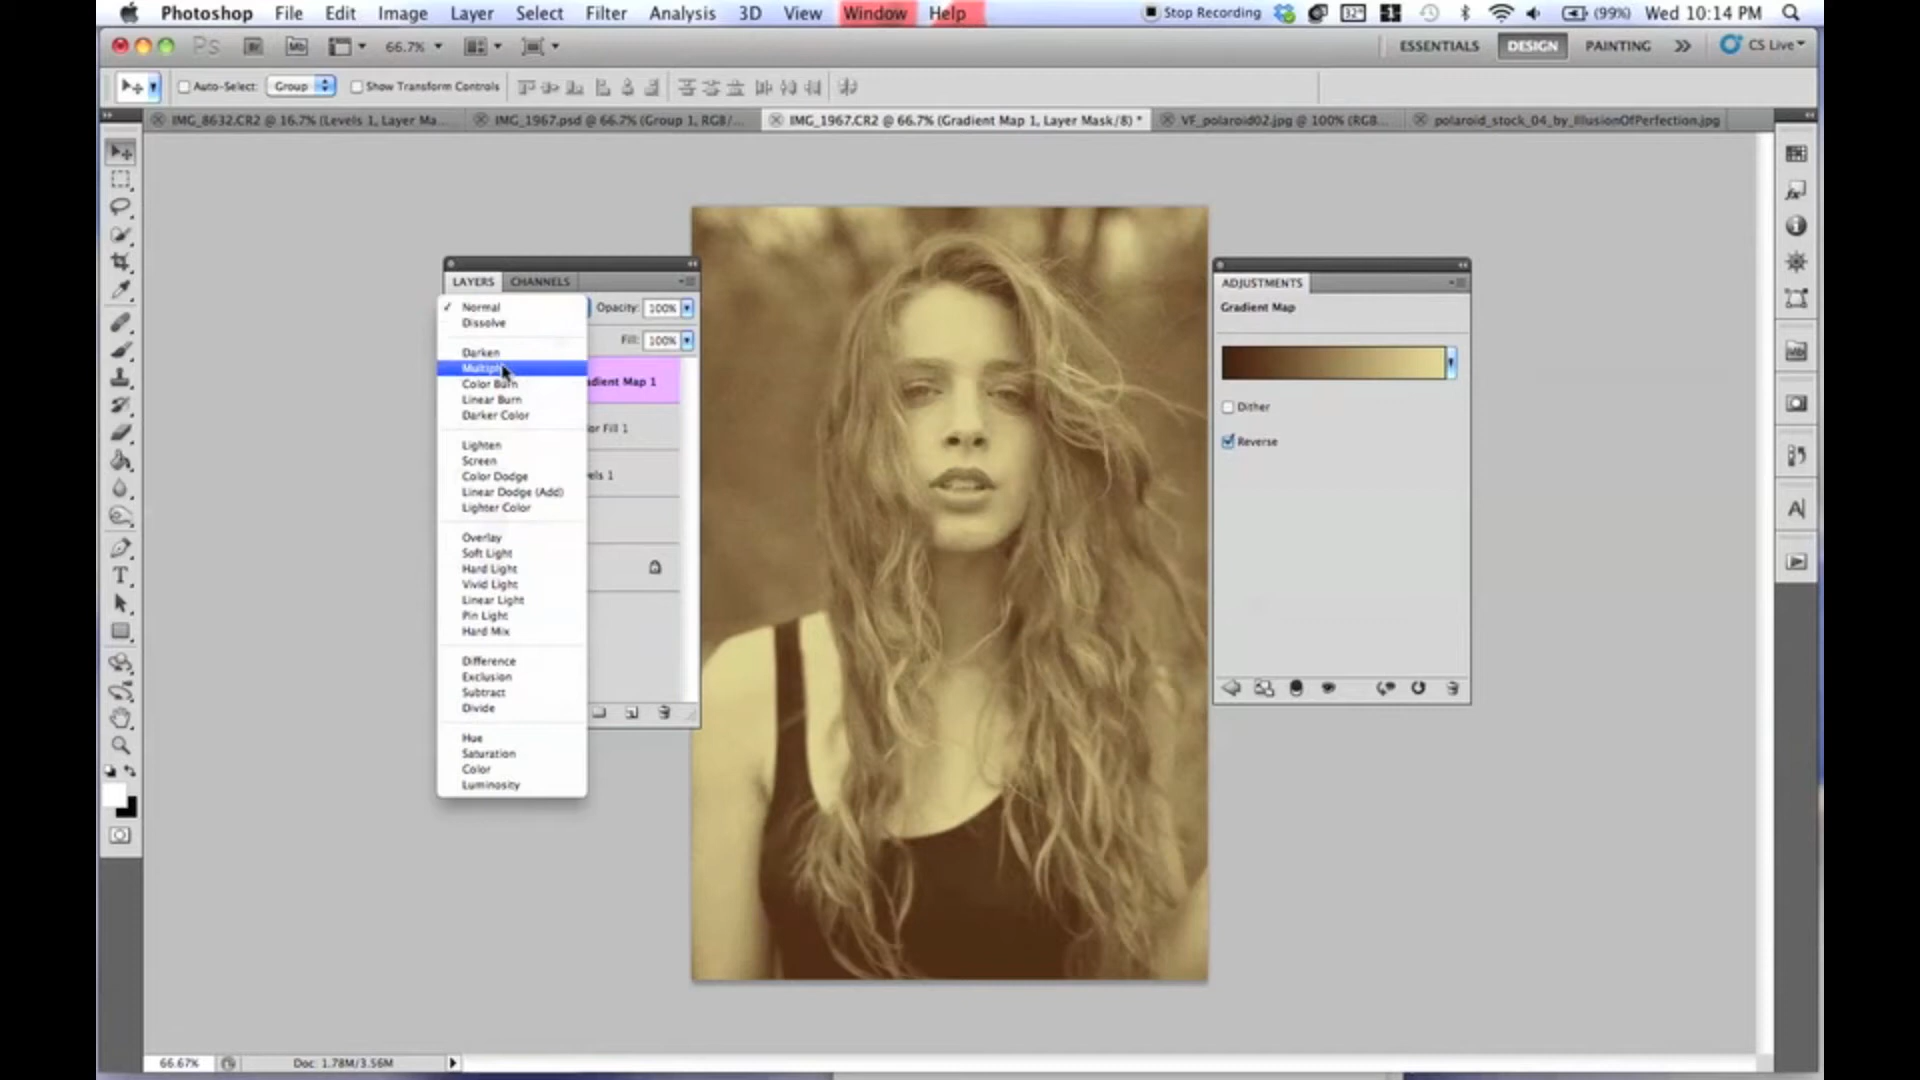 Photoshop File Edit Image Layer Select Filter Analysis 3D View Window Help Stop Recording 32° (99%) Wed 10:14 PM
Ps Br Mb 66.7% ESSENTIALS DESIGN PAINTING CS Live
Auto-Select: Group Show Transform Controls
IMG_8632.CR2 @ 16.7% (Levels 1, Layer Ma... IMG_1967.psd @ 66.7% (Group 1, RGB/... IMG_1967.CR2 @ 66.7% (Gradient Map 1, Layer Mask/8) * VF_polaroid02.jpg @ 100% (RGB... polaroid_stock_04_by_IllusionOfPerfection.jpg
LAYERS CHANNELS
Normal
Opacity: 100%
Dissolve
Fill: 100%
Darken
Multiply
adient Map 1
Color Burn
Linear Burn
Darker Color
or Fill 1
Lighten
Screen
Color Dodge
els 1
Linear Dodge (Add)
Lighter Color
Overlay
Soft Light
Hard Light
Vivid Light
Linear Light
Pin Light
Hard Mix
Difference
Exclusion
Subtract
Divide
Hue
Saturation
Color
Luminosity
ADJUSTMENTS
Gradient Map
Dither
Reverse
Mb
A
T
66.67% Doc: 1.78M/3.56M